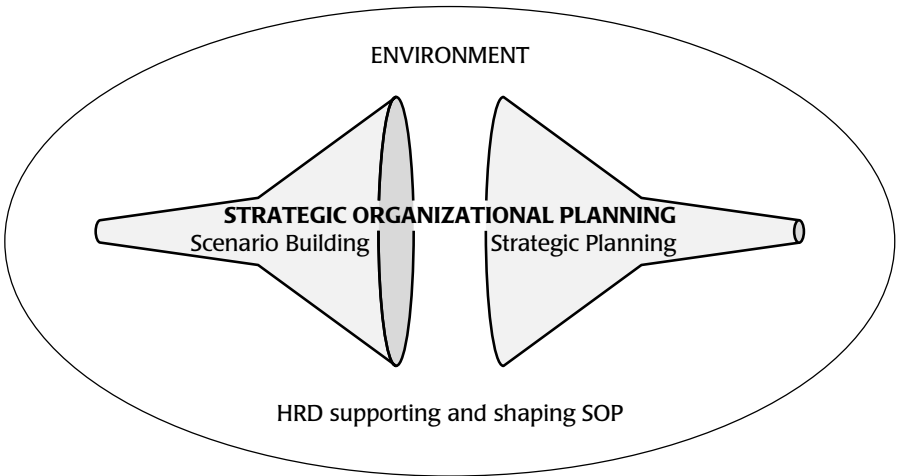 ENVIRONMENT
STRATEGIC ORGANIZATIONAL PLANNING
Scenario Building Strategic Planning
HRD supporting and shaping SOP